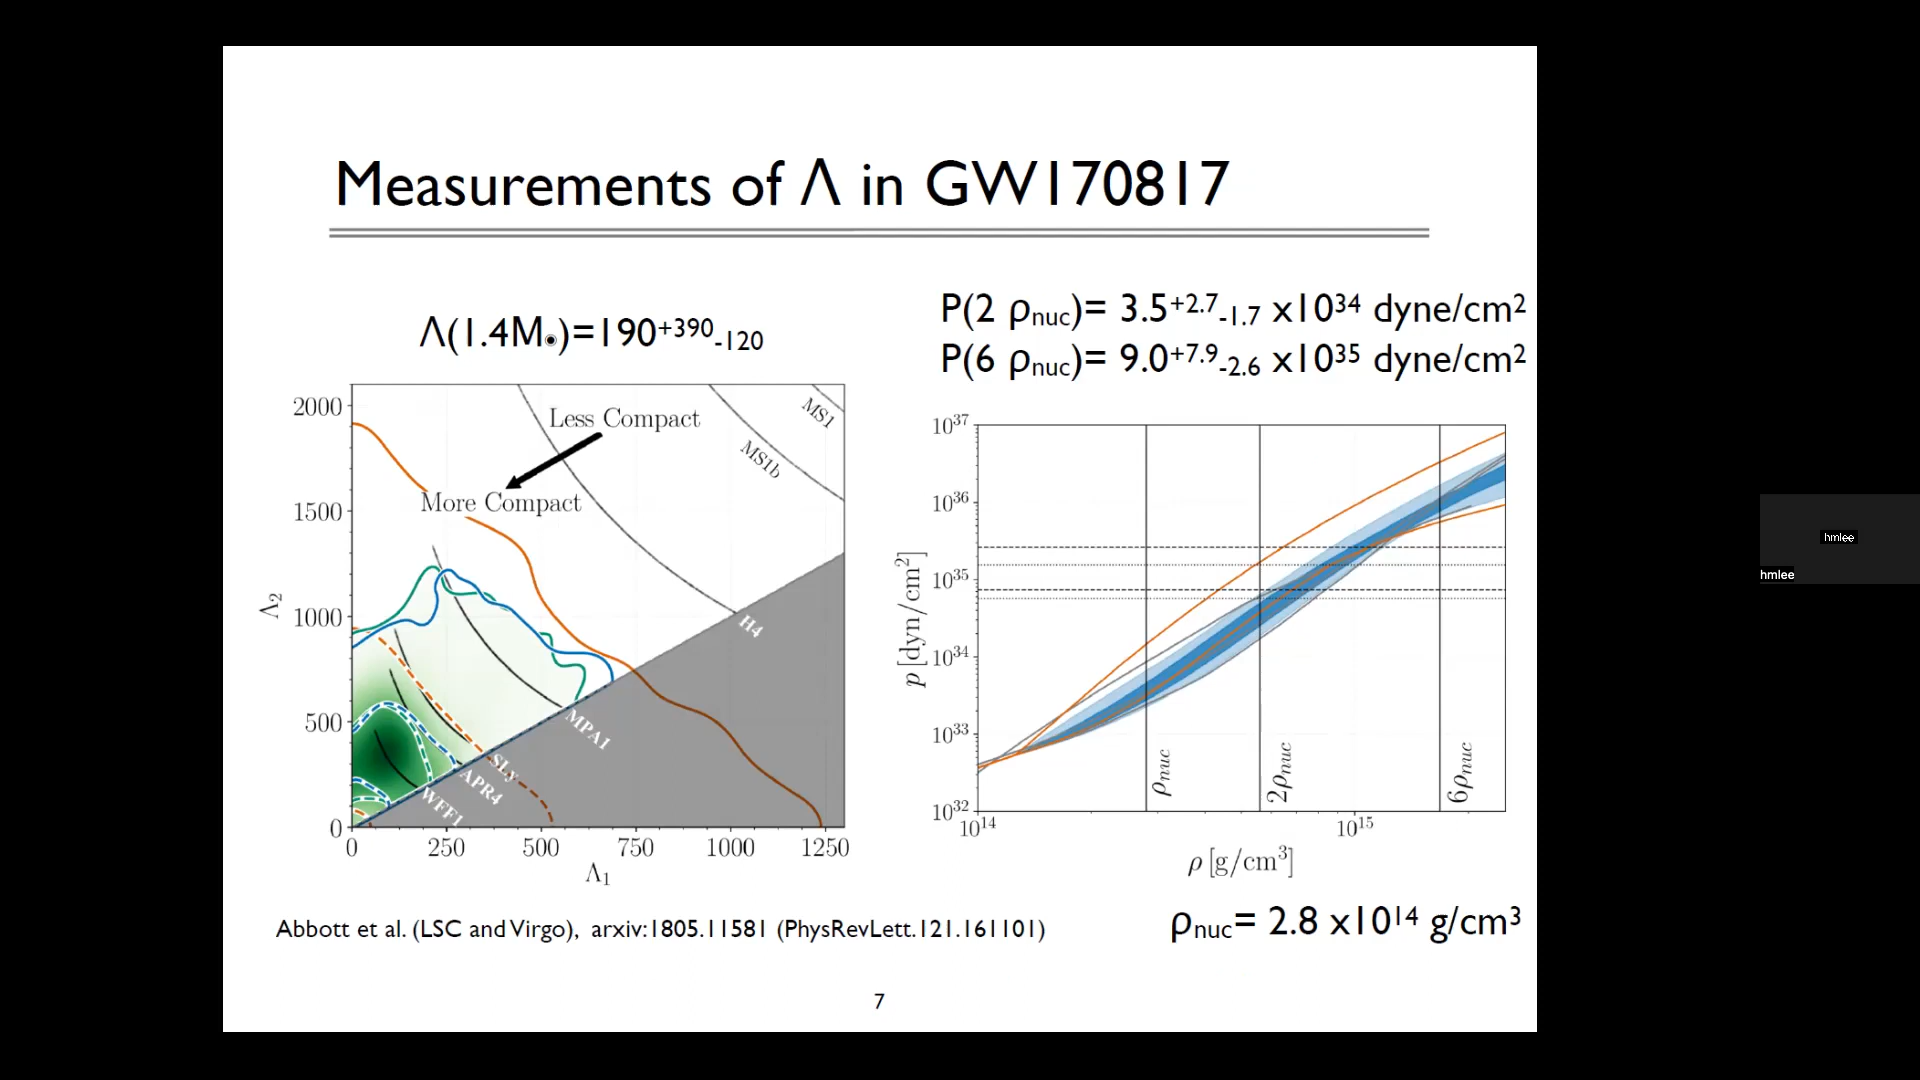 Measurements of Λ in GW170817
Λ(1.4M☉)=190+390-120
P(2 ρnuc)= 3.5+2.7-1.7 x1034 dyne/cm2
P(6 ρnuc)= 9.0+7.9-2.6 x1035 dyne/cm2
2000
1500
1000
500
0
Λ2
Less Compact
More Compact
MS1
MS1b
H4
MPA1
SLy
APR4
WFF1
0 250 500 750 1000 1250
Λ1
1037
1036
1035
1034
1033
1032
p [dyn/cm2]
ρnuc
2ρnuc
6ρnuc
1014 1015
ρ [g/cm3]
Abbott et al. (LSC and Virgo), arxiv:1805.11581 (PhysRevLett.121.161101)
ρnuc= 2.8 x1014 g/cm3
7
hmlee
hmlee